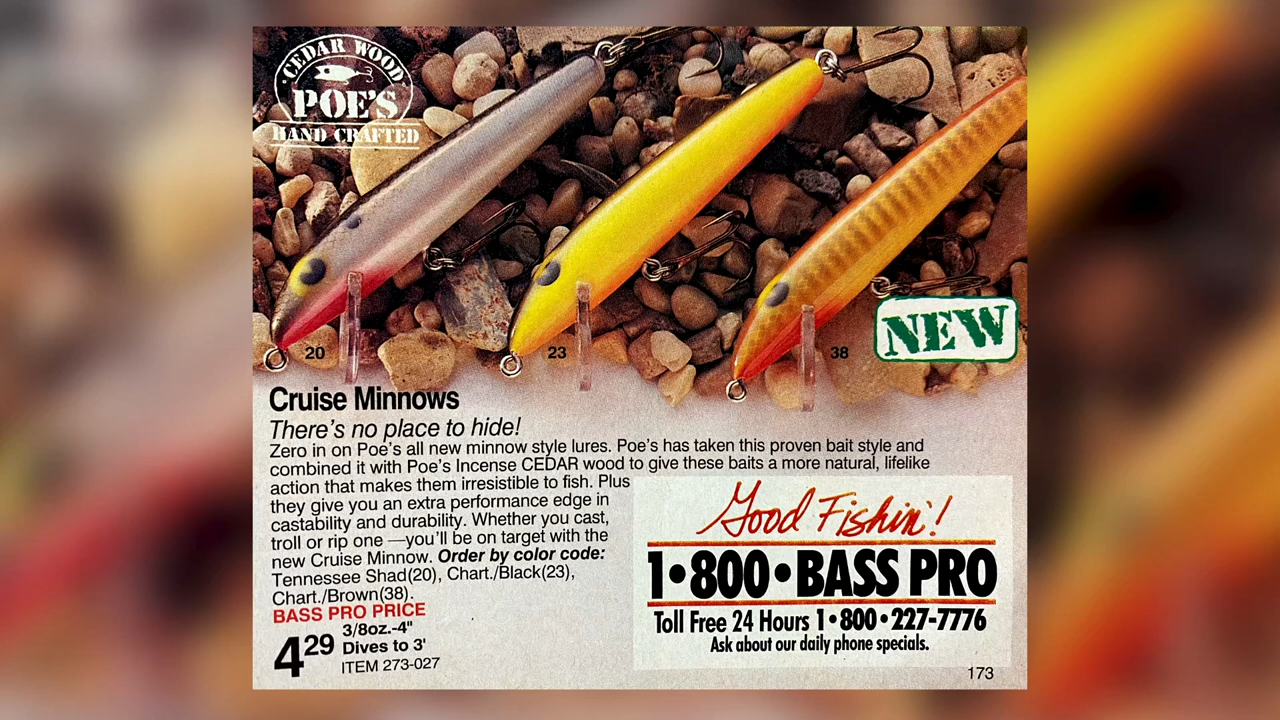 CEDAR WOOD
POE'S
HAND CRAFTED
20
23
38
NEW
Cruise Minnows
There's no place to hide!
Zero in on Poe's all new minnow style lures. Poe's has taken this proven bait style and
combined it with Poe's Incense CEDAR wood to give these baits a more natural, lifelike
action that makes them irresistible to fish. Plus
they give you an extra performance edge in
castability and durability. Whether you cast,
troll or rip one —you'll be on target with the
new Cruise Minnow. Order by color code:
Tennessee Shad(20), Chart./Black(23),
Chart./Brown(38).
BASS PRO PRICE
4 29
3/8oz.-4"
Dives to 3'
ITEM 273-027
Good Fishin'!
1•800•BASS PRO
Toll Free 24 Hours 1•800•227-7776
Ask about our daily phone specials.
173